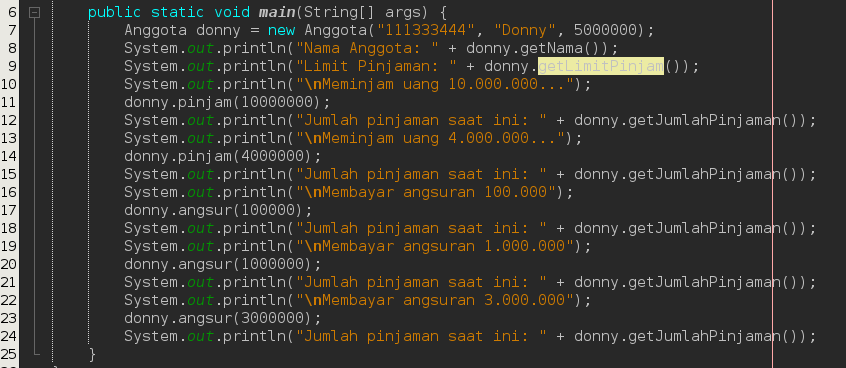 6 public static void main(String[] args) {
7 Anggota donny = new Anggota("111333444", "Donny", 5000000);
8 System.out.println("Nama Anggota: " + donny.getNama());
9 System.out.println("Limit Pinjaman: " + donny.getLimitPinjam());
10 System.out.println("\nMeminjam uang 10.000.000...");
11 donny.pinjam(10000000);
12 System.out.println("Jumlah pinjaman saat ini: " + donny.getJumlahPinjaman());
13 System.out.println("\nMeminjam uang 4.000.000...");
14 donny.pinjam(4000000);
15 System.out.println("Jumlah pinjaman saat ini: " + donny.getJumlahPinjaman());
16 System.out.println("\nMembayar angsuran 100.000");
17 donny.angsur(100000);
18 System.out.println("Jumlah pinjaman saat ini: " + donny.getJumlahPinjaman());
19 System.out.println("\nMembayar angsuran 1.000.000");
20 donny.angsur(1000000);
21 System.out.println("Jumlah pinjaman saat ini: " + donny.getJumlahPinjaman());
22 System.out.println("\nMembayar angsuran 3.000.000");
23 donny.angsur(3000000);
24 System.out.println("Jumlah pinjaman saat ini: " + donny.getJumlahPinjaman());
25 }